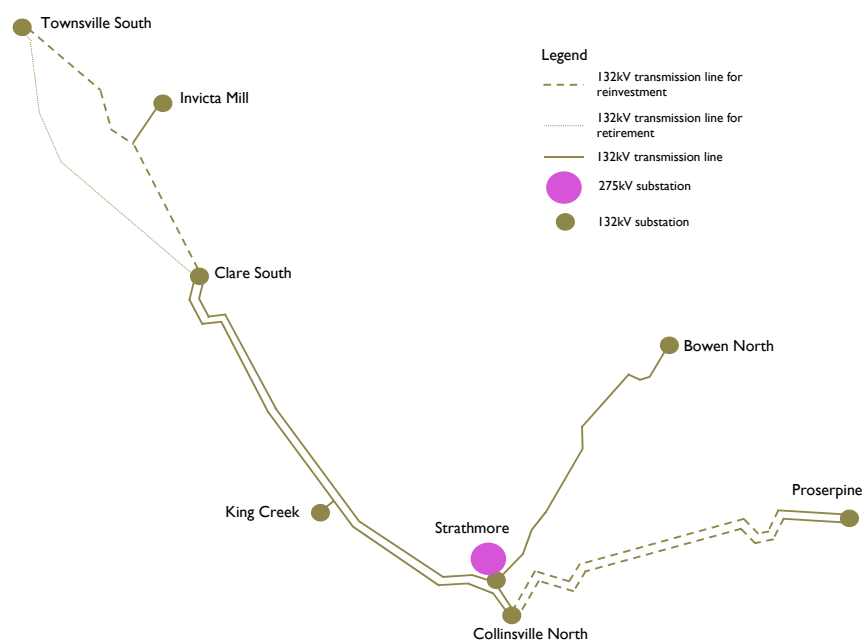 Townsville South
Legend
132kV transmission line for
reinvestment
Invicta Mill
132kV transmission line for
retirement
132kV transmission line
275kV substation
132kV substation
Clare South
Bowen North
Proserpine
King Creek
Strathmore
Collinsville North